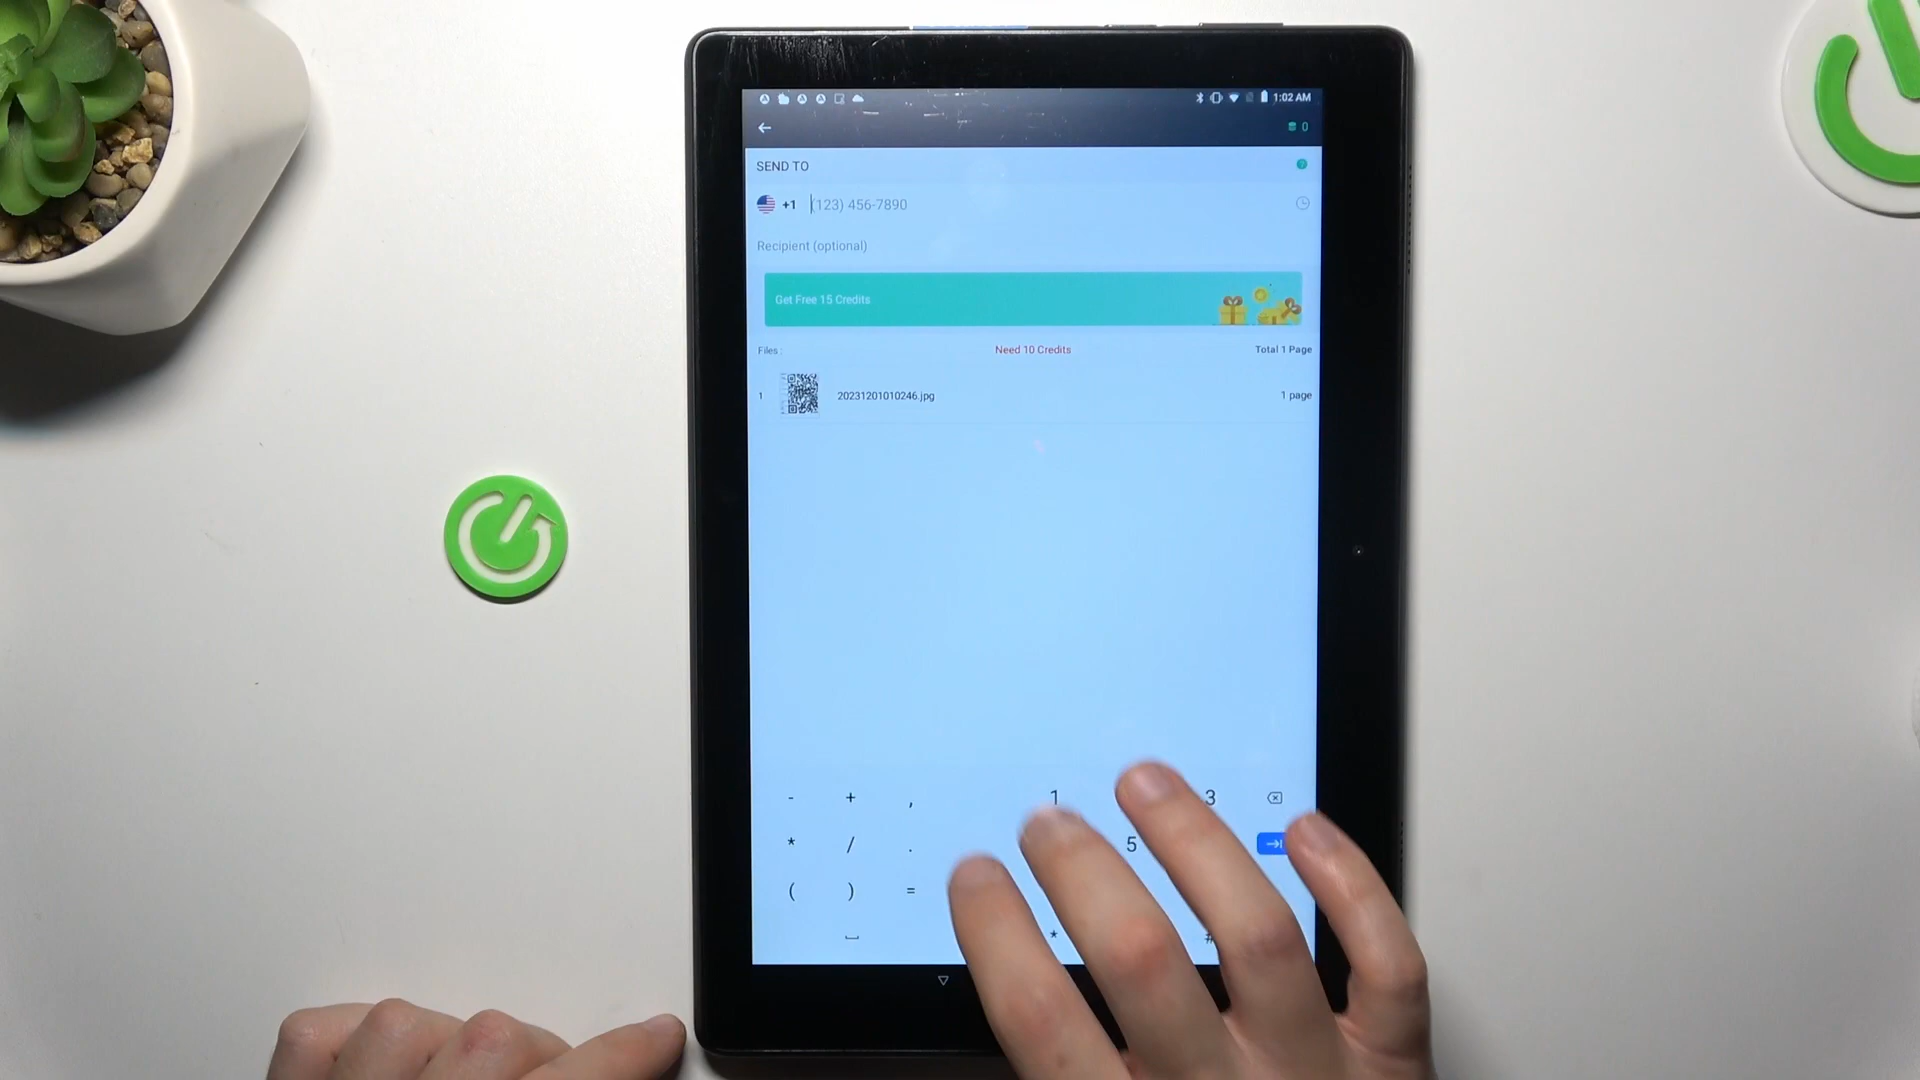 1:02 AM
0
SEND TO
+1 (123) 456-7890
Recipient (optional)
Get Free 15 Credits
Files : Need 10 Credits Total 1 Page
1 20231201010246.jpg 1 page
- + , 1 3
* / . 5
( ) =
* #